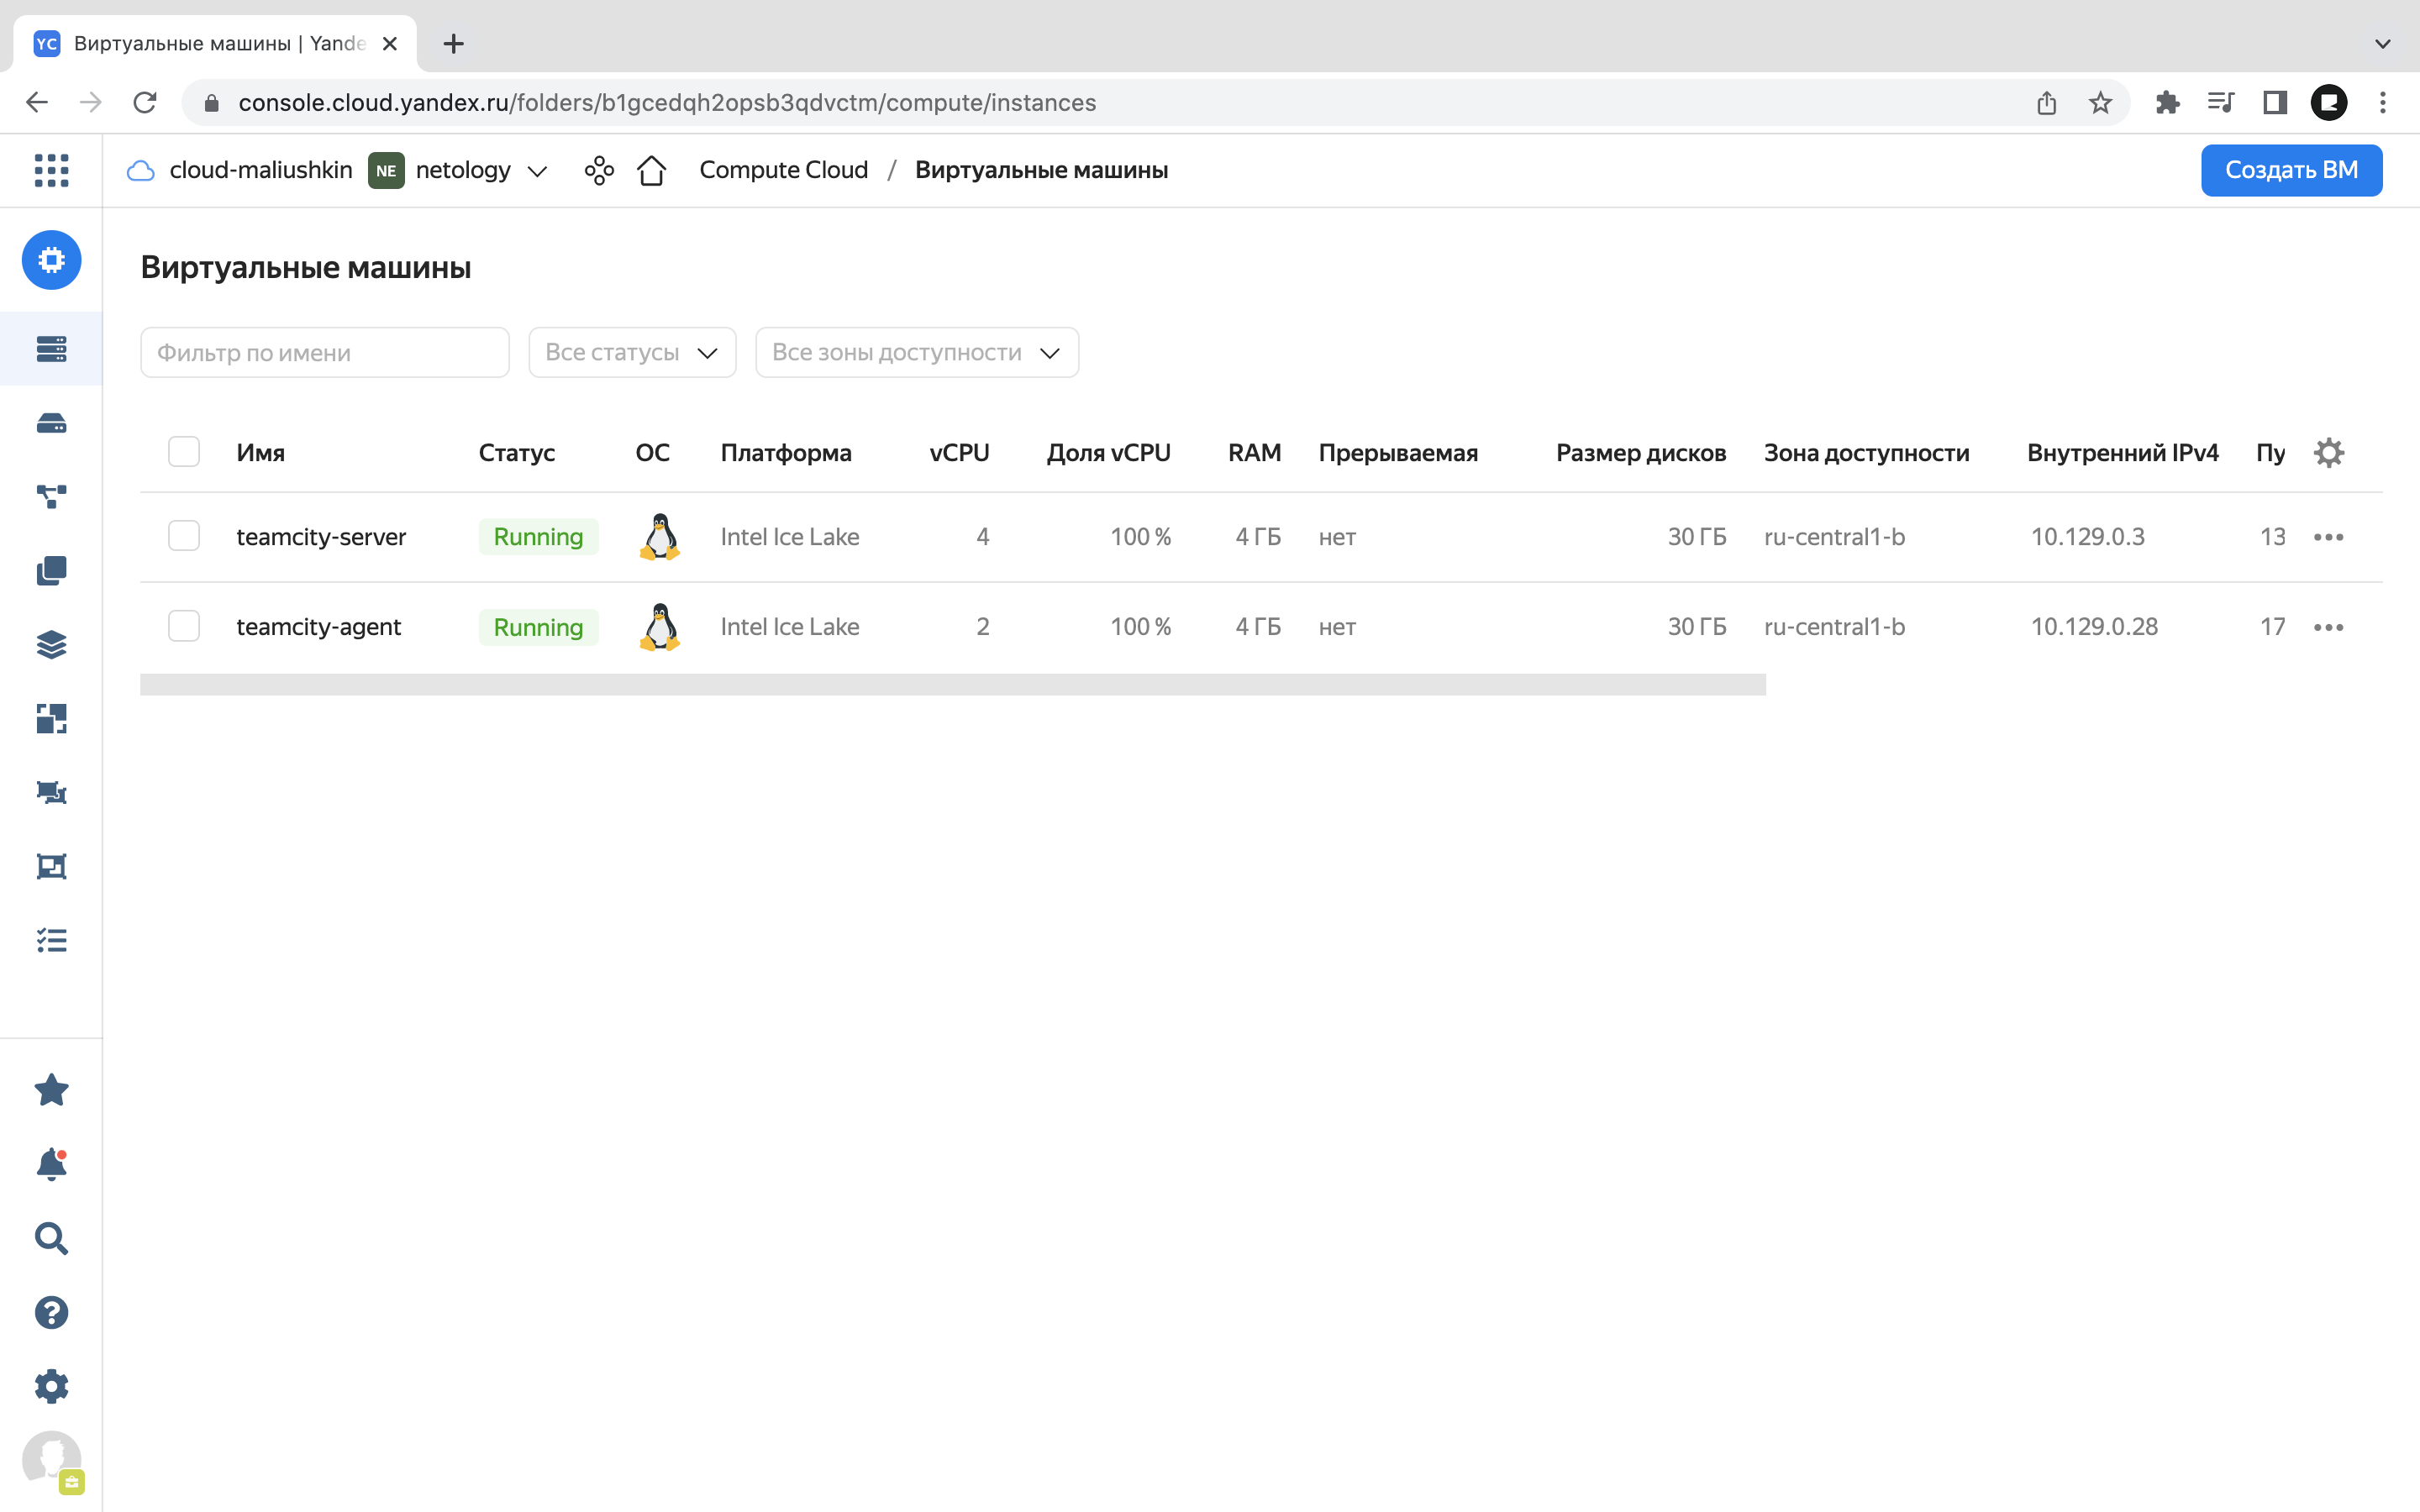 YC Виртуальные машины | Yande
console.cloud.yandex.ru/folders/b1gcedqh2opsb3qdvctm/compute/instances
cloud-maliushkin NE netology Compute Cloud / Виртуальные машины Создать ВМ
Виртуальные машины
Фильтр по имени Все статусы Все зоны доступности
Имя Статус ОС Платформа vCPU Доля vCPU RAM Прерываемая Размер дисков Зона доступности Внутренний IPv4 Пу
teamcity-server Running Intel Ice Lake 4 100 % 4 ГБ нет 30 ГБ ru-central1-b 10.129.0.3 13
teamcity-agent Running Intel Ice Lake 2 100 % 4 ГБ нет 30 ГБ ru-central1-b 10.129.0.28 17